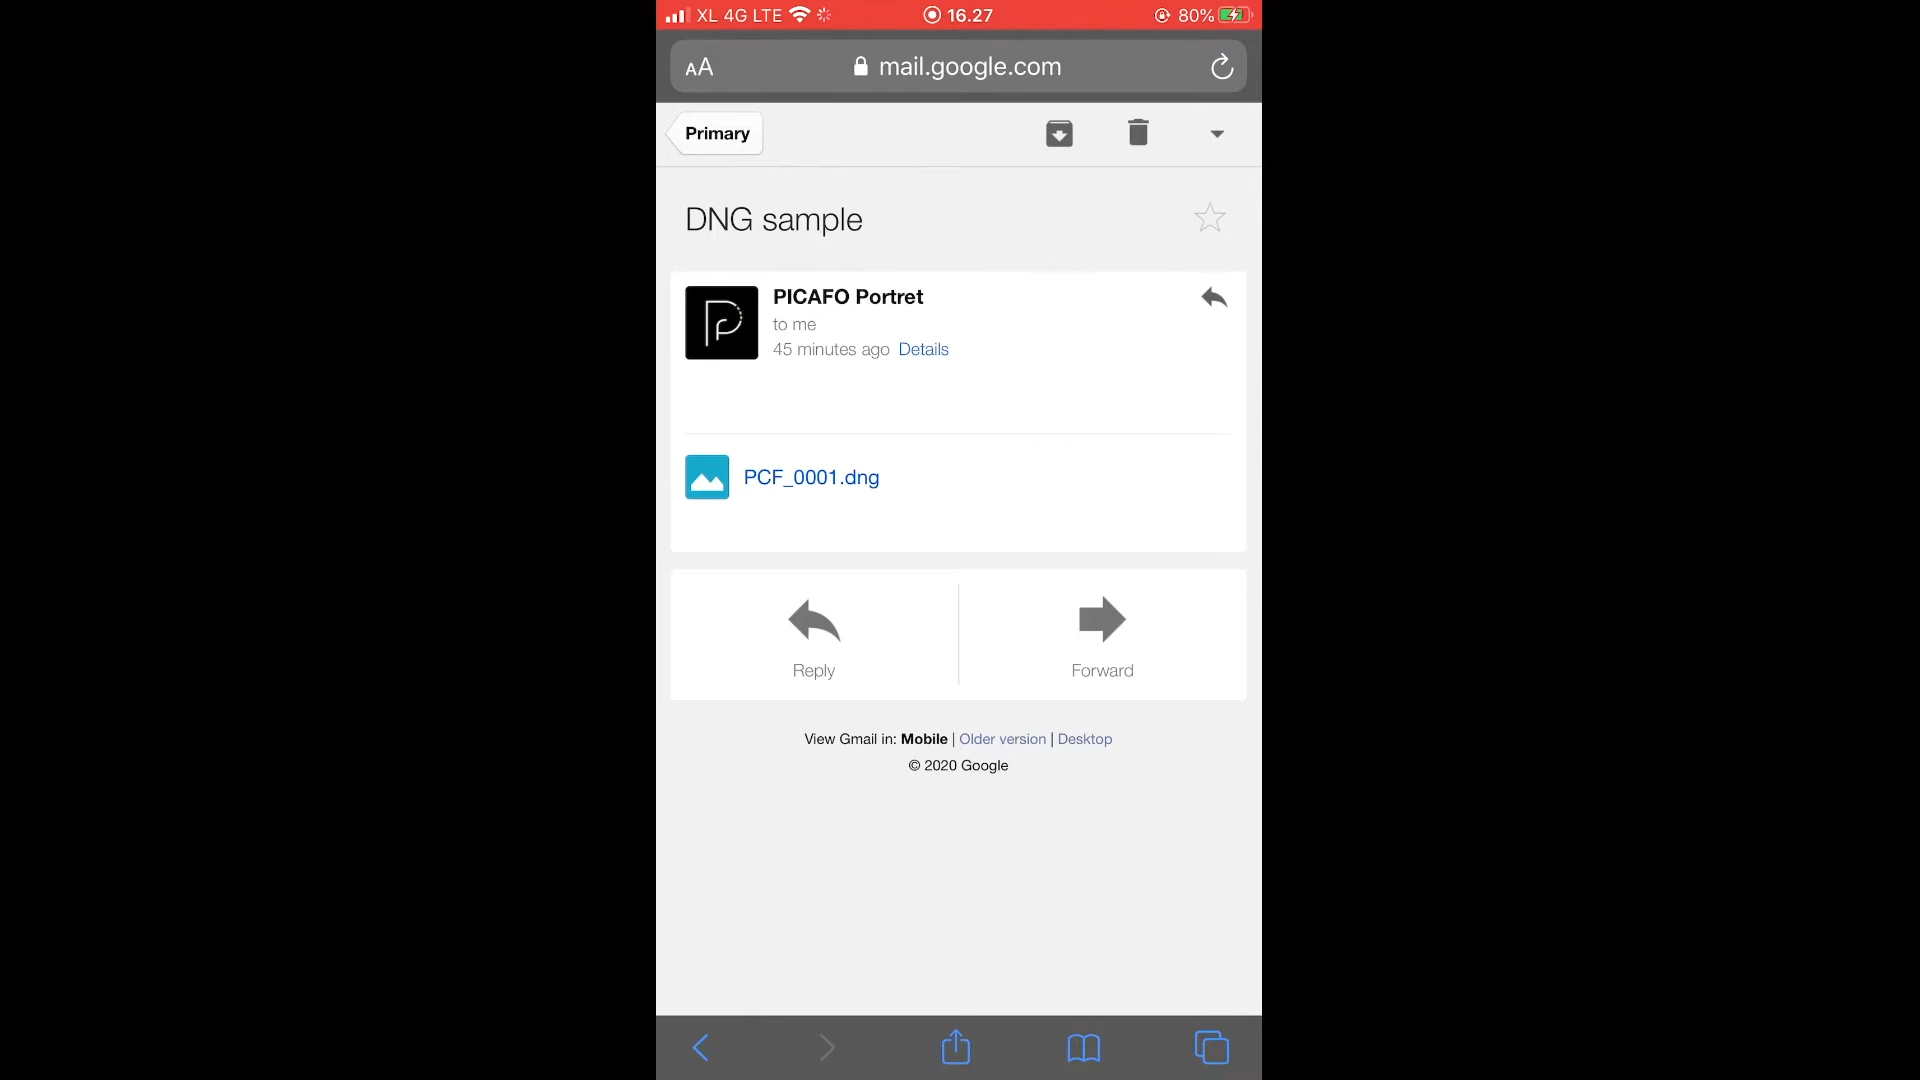 XL 4G LTE 16.27 80%
AA mail.google.com
Primary
DNG sample
PICAFO Portret
to me
45 minutes ago Details
PCF_0001.dng
Reply Forward
View Gmail in: Mobile | Older version | Desktop
© 2020 Google